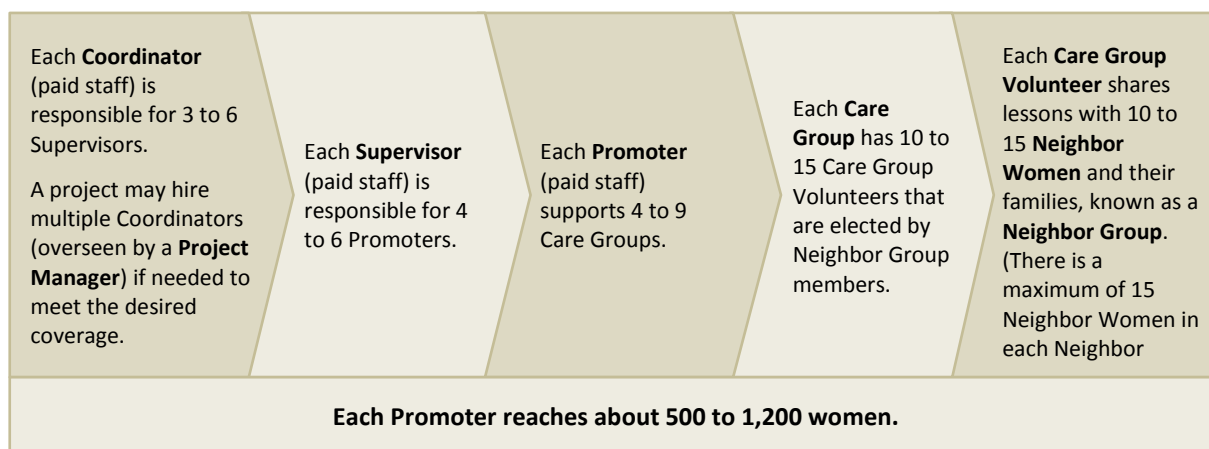 Each Coordinator
(paid staff) is
responsible for 3 to 6
Supervisors.
A project may hire
multiple Coordinators
(overseen by a Project
Manager) if needed to
meet the desired
coverage.
Each Supervisor
(paid staff) is
responsible for 4
to 6 Promoters.
Each Promoter
(paid staff)
supports 4 to 9
Care Groups.
Each Care
Group has 10 to
15 Care Group
Volunteers that
are elected by
Neighbor Group
members.
Each Care Group
Volunteer shares
lessons with 10 to
15 Neighbor
Women and their
families, known as a
Neighbor Group.
(There is a
maximum of 15
Neighbor Women in
each Neighbor
Each Promoter reaches about 500 to 1,200 women.